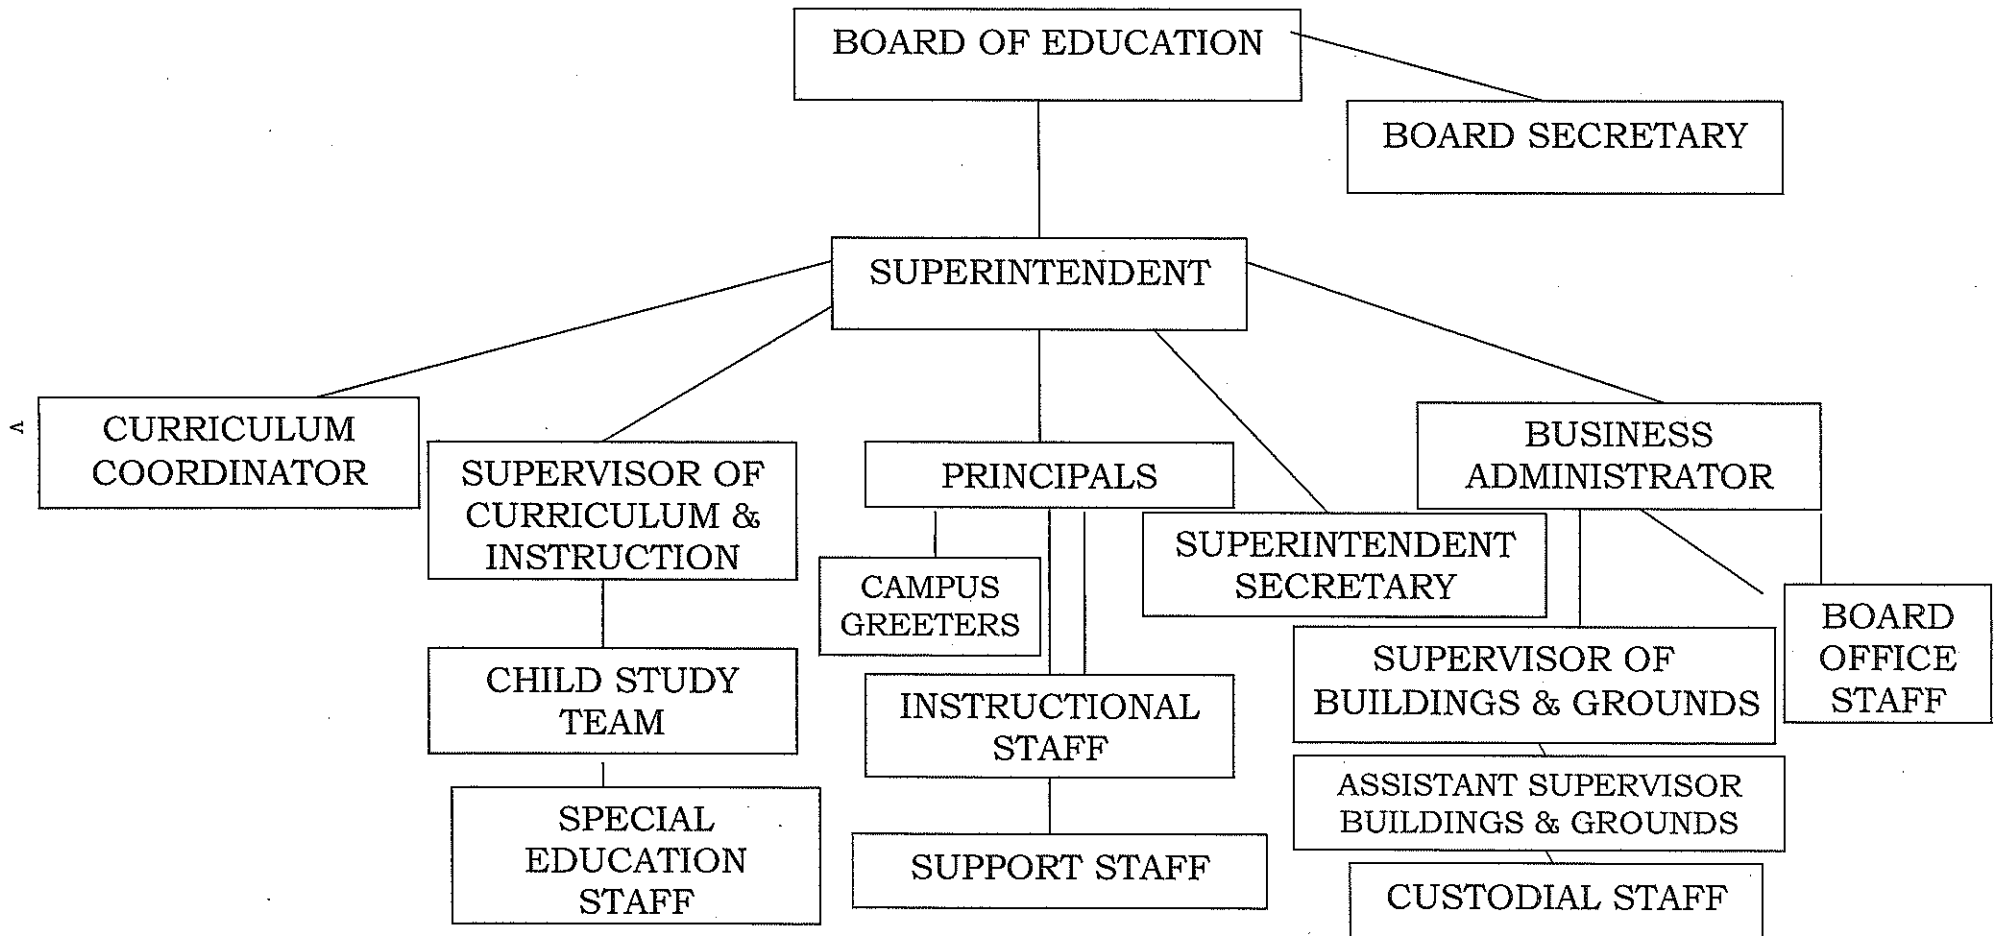 BOARD OF EDUCATION
BOARD SECRETARY
SUPERINTENDENT
CURRICULUM
COORDINATOR
SUPERVISOR OF
CURRICULUM &
INSTRUCTION
PRINCIPALS
SUPERINTENDENT
SECRETARY
BUSINESS
ADMINISTRATOR
CAMPUS
GREETERS
BOARD
OFFICE
STAFF
CHILD STUDY
TEAM
INSTRUCTIONAL
STAFF
SUPERVISOR OF
BUILDINGS & GROUNDS
ASSISTANT SUPERVISOR
BUILDINGS & GROUNDS
SPECIAL
EDUCATION
STAFF
SUPPORT STAFF
CUSTODIAL STAFF